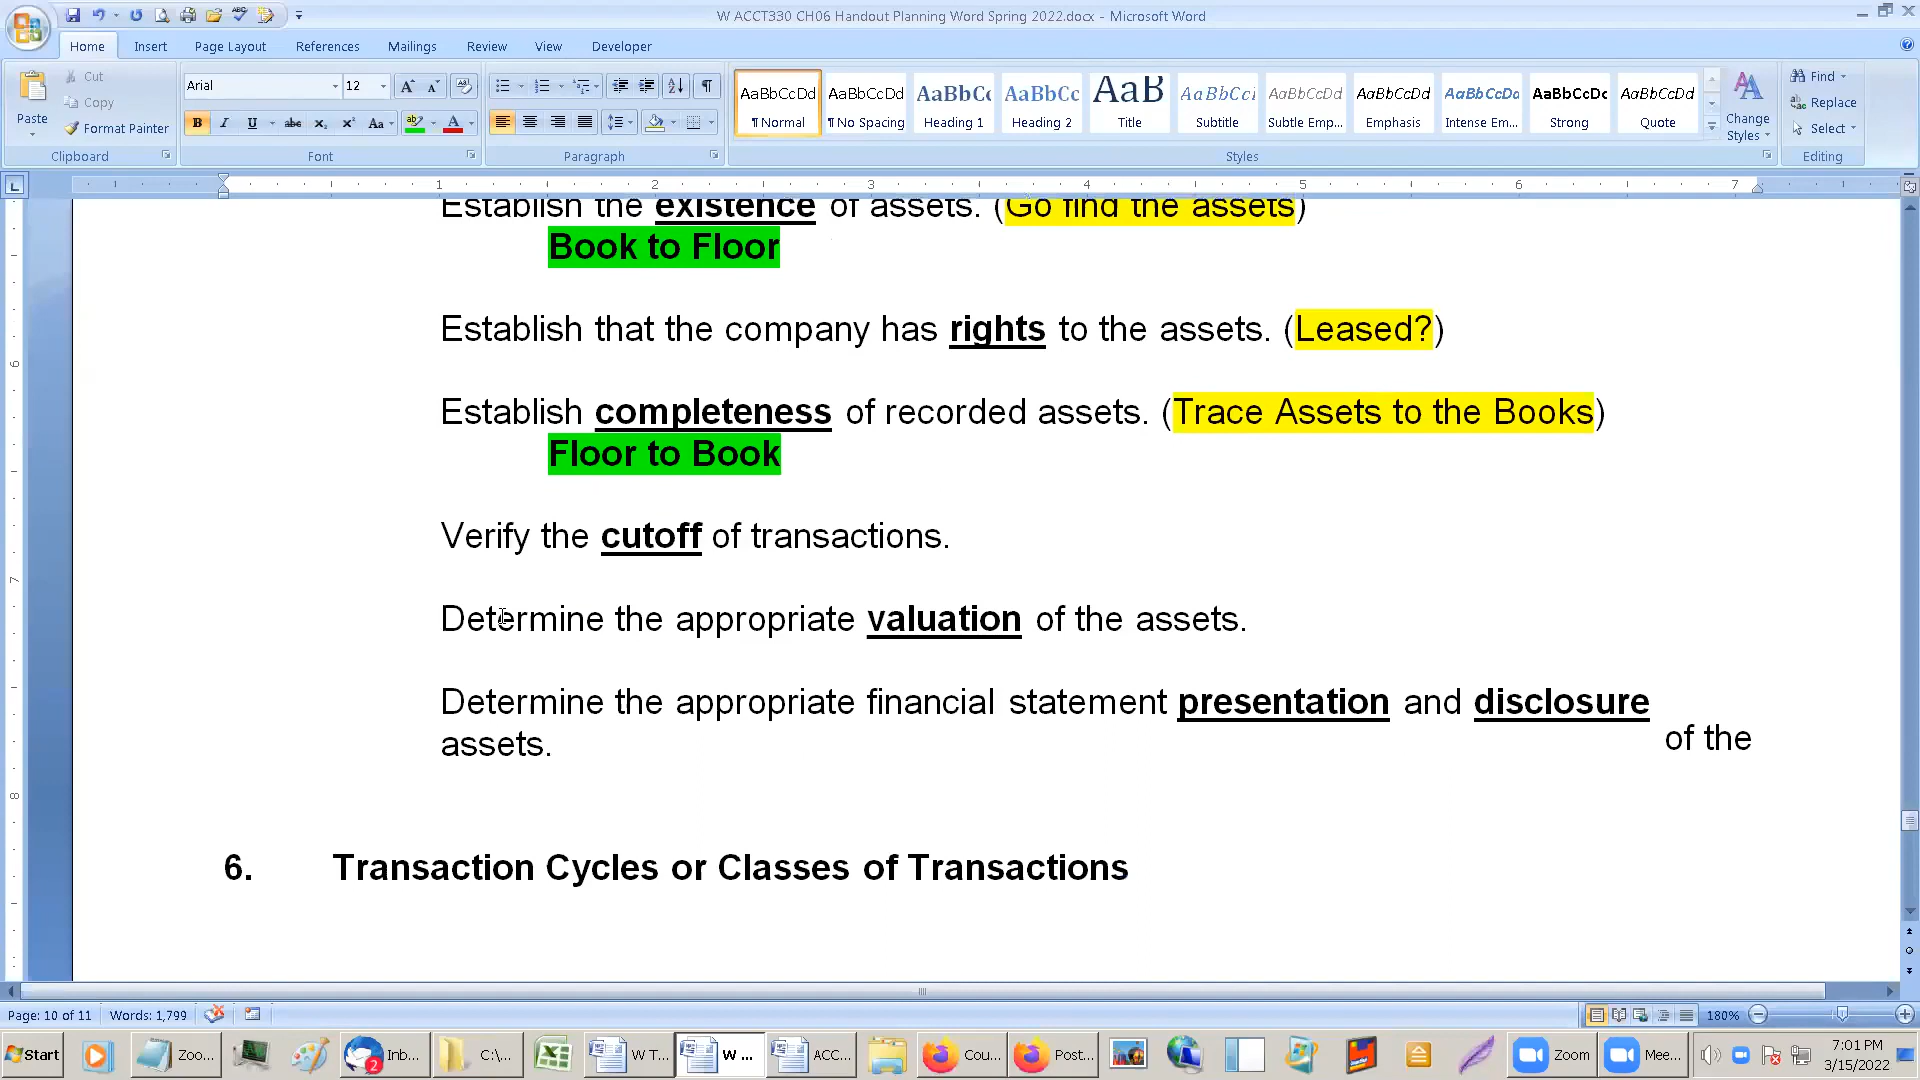 W ACCT330 CH06 Handout Planning Word Spring 2022.docx - Microsoft Word
Home Insert Page Layout References Mailings Review View Developer
Paste
Cut
Copy
Format Painter
Clipboard
Arial 12
Font
Paragraph
AaBbCcDd AaBbCcDd AaBbCc AaBbCc AaB AaBbCcI AaBbCcDd AaBbCcDd AaBbCcDd AaBbCcDc AaBbCcDd
¶ Normal ¶ No Spacing Heading 1 Heading 2 Title Subtitle Subtle Emp... Emphasis Intense Em... Strong Quote
Styles
Change Styles
Find
Replace
Select
Editing
1 2 3 4 5 6 7
Establish the existence of assets. (Go find the assets)
Book to Floor
Establish that the company has rights to the assets. (Leased?)
Establish completeness of recorded assets. (Trace Assets to the Books)
Floor to Book
Verify the cutoff of transactions.
Determine the appropriate valuation of the assets.
Determine the appropriate financial statement presentation and disclosure of the
assets.
6. Transaction Cycles or Classes of Transactions
Page: 10 of 11 Words: 1,799 180%
Start Zoo... Inb... C:\... W T... W ... ACC... Cou... Post... Zoom Mee... 7:01 PM
3/15/2022